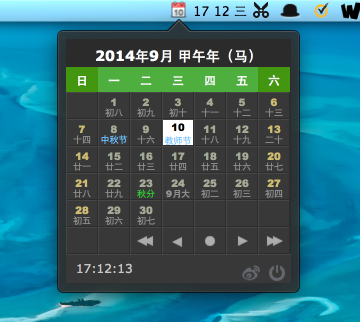 17 12 三
2014年9月 甲午年（马）
日 一 二 三 四 五 六
1 2 3 4 5 6
初八 初九 初十 十一 十二 十三
7 8 9 10 11 12 13
十四 中秋节 十六 教师节 十八 十九 二十
14 15 16 17 18 19 20
廿一 廿二 廿三 廿四 廿五 廿六 廿七
21 22 23 24 25 26 27
廿八 廿九 秋分 9月大 初二 初三 初四
28 29 30
初五 初六 初七
17:12:13